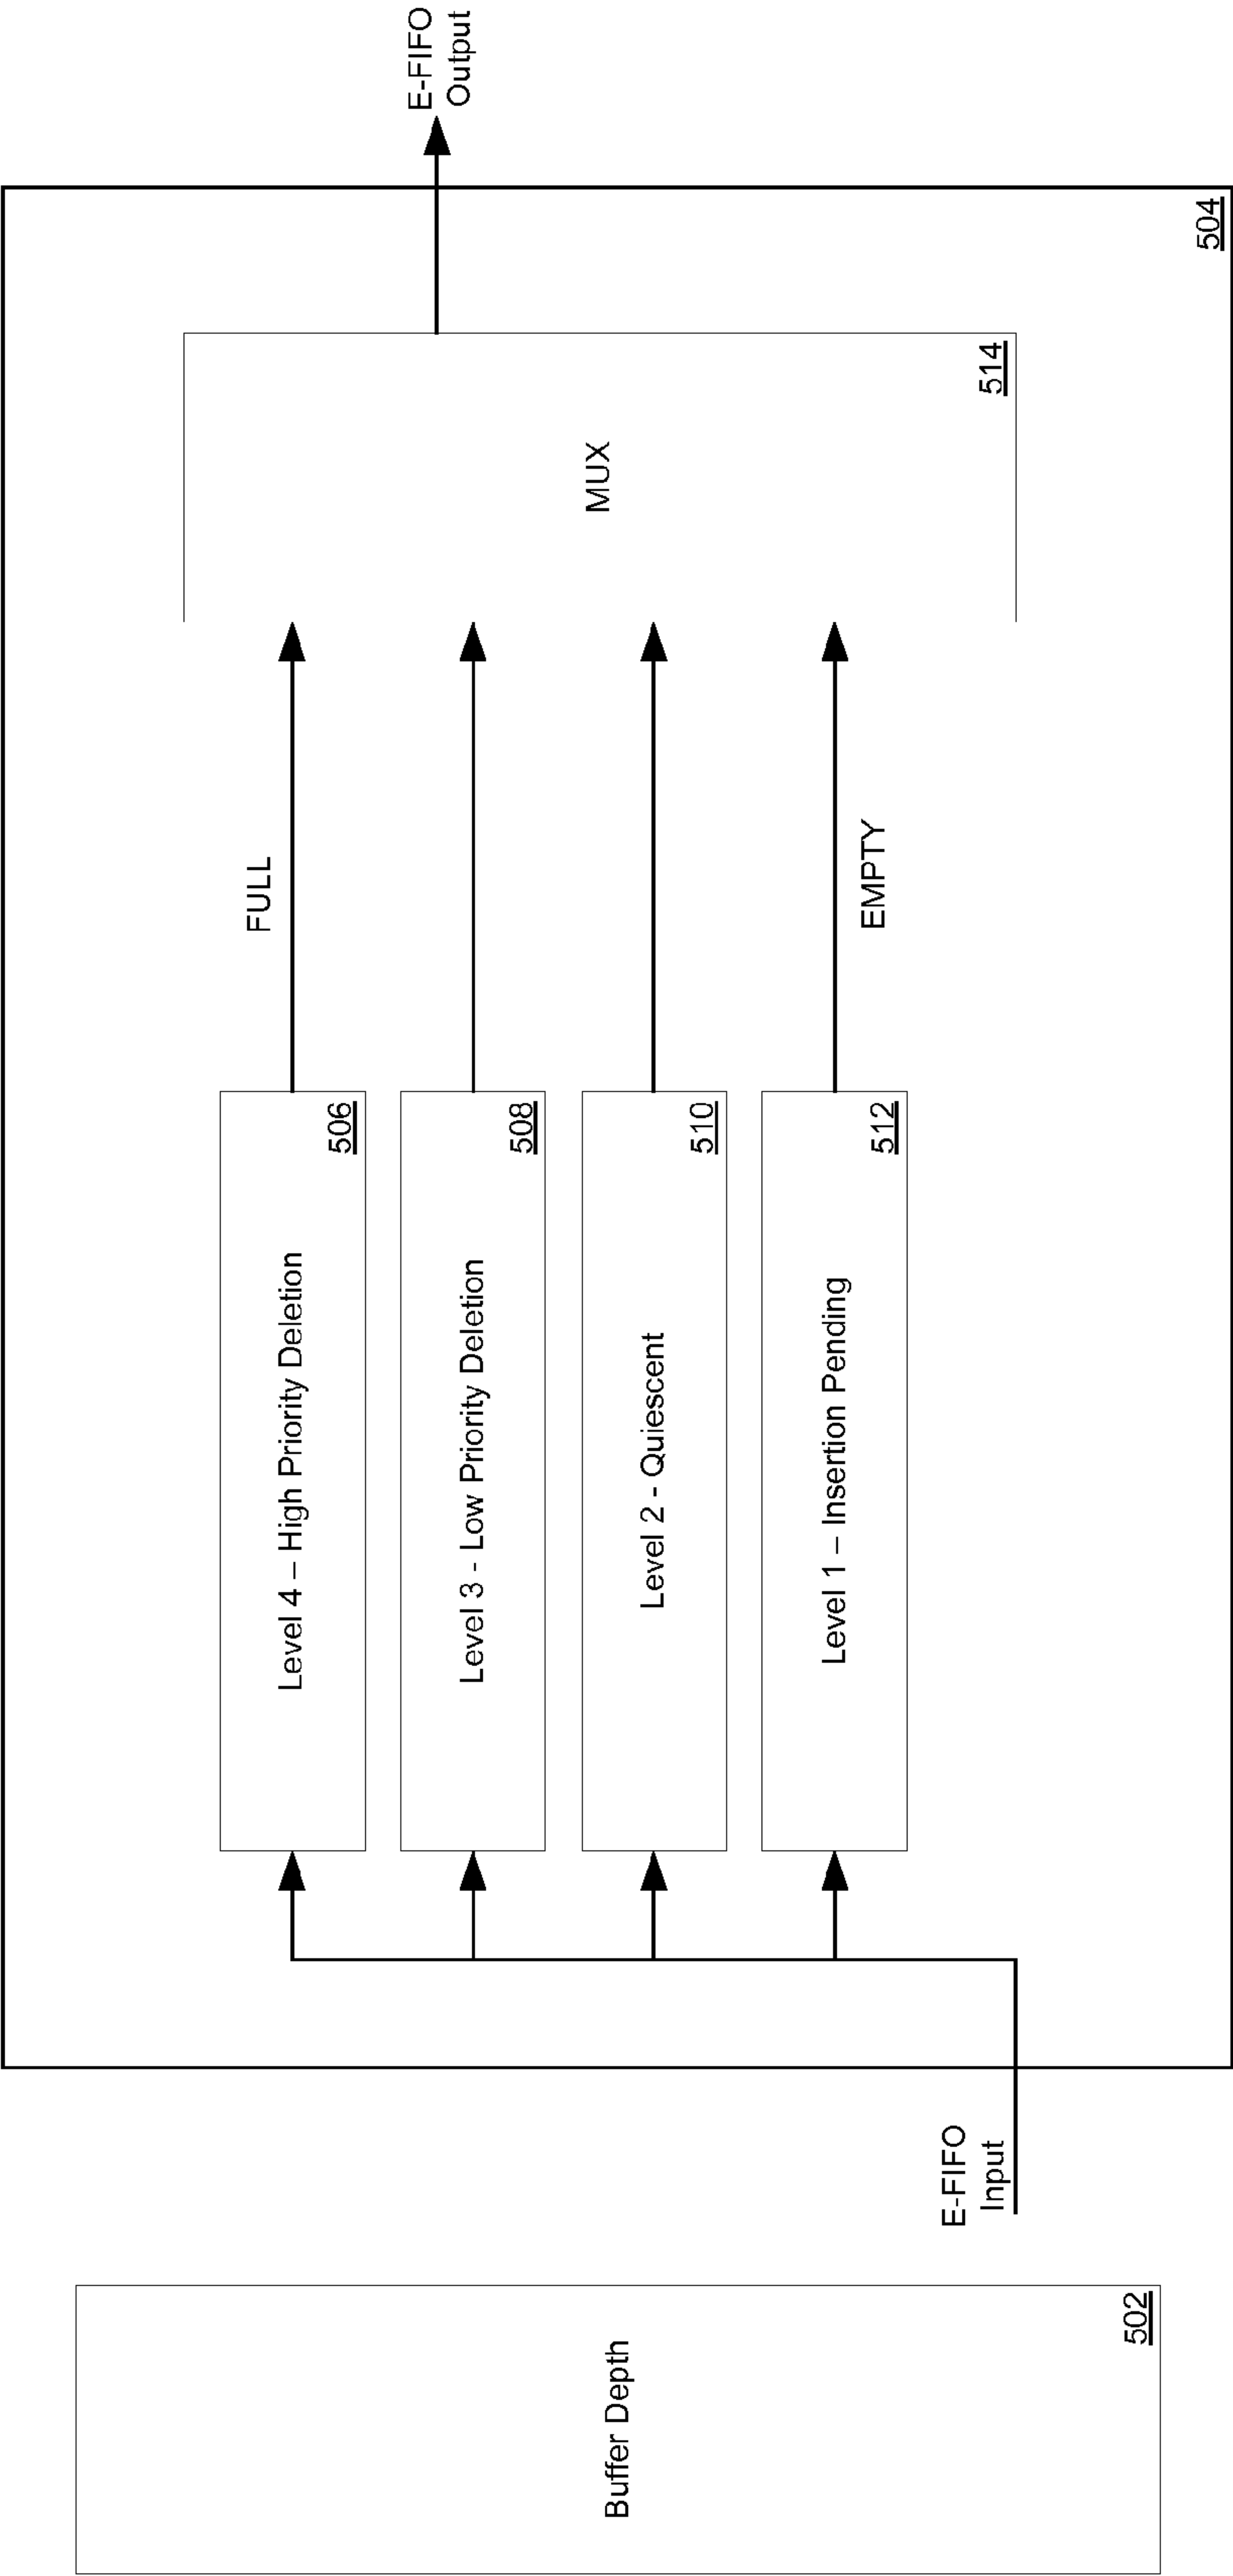 Buffer Depth
502
E-FIFO
Input
Level 4 – High Priority Deletion
506
Level 3 - Low Priority Deletion
508
Level 2 - Quiescent
510
Level 1 – Insertion Pending
512
FULL
EMPTY
MUX
514
504
E-FIFO
Output